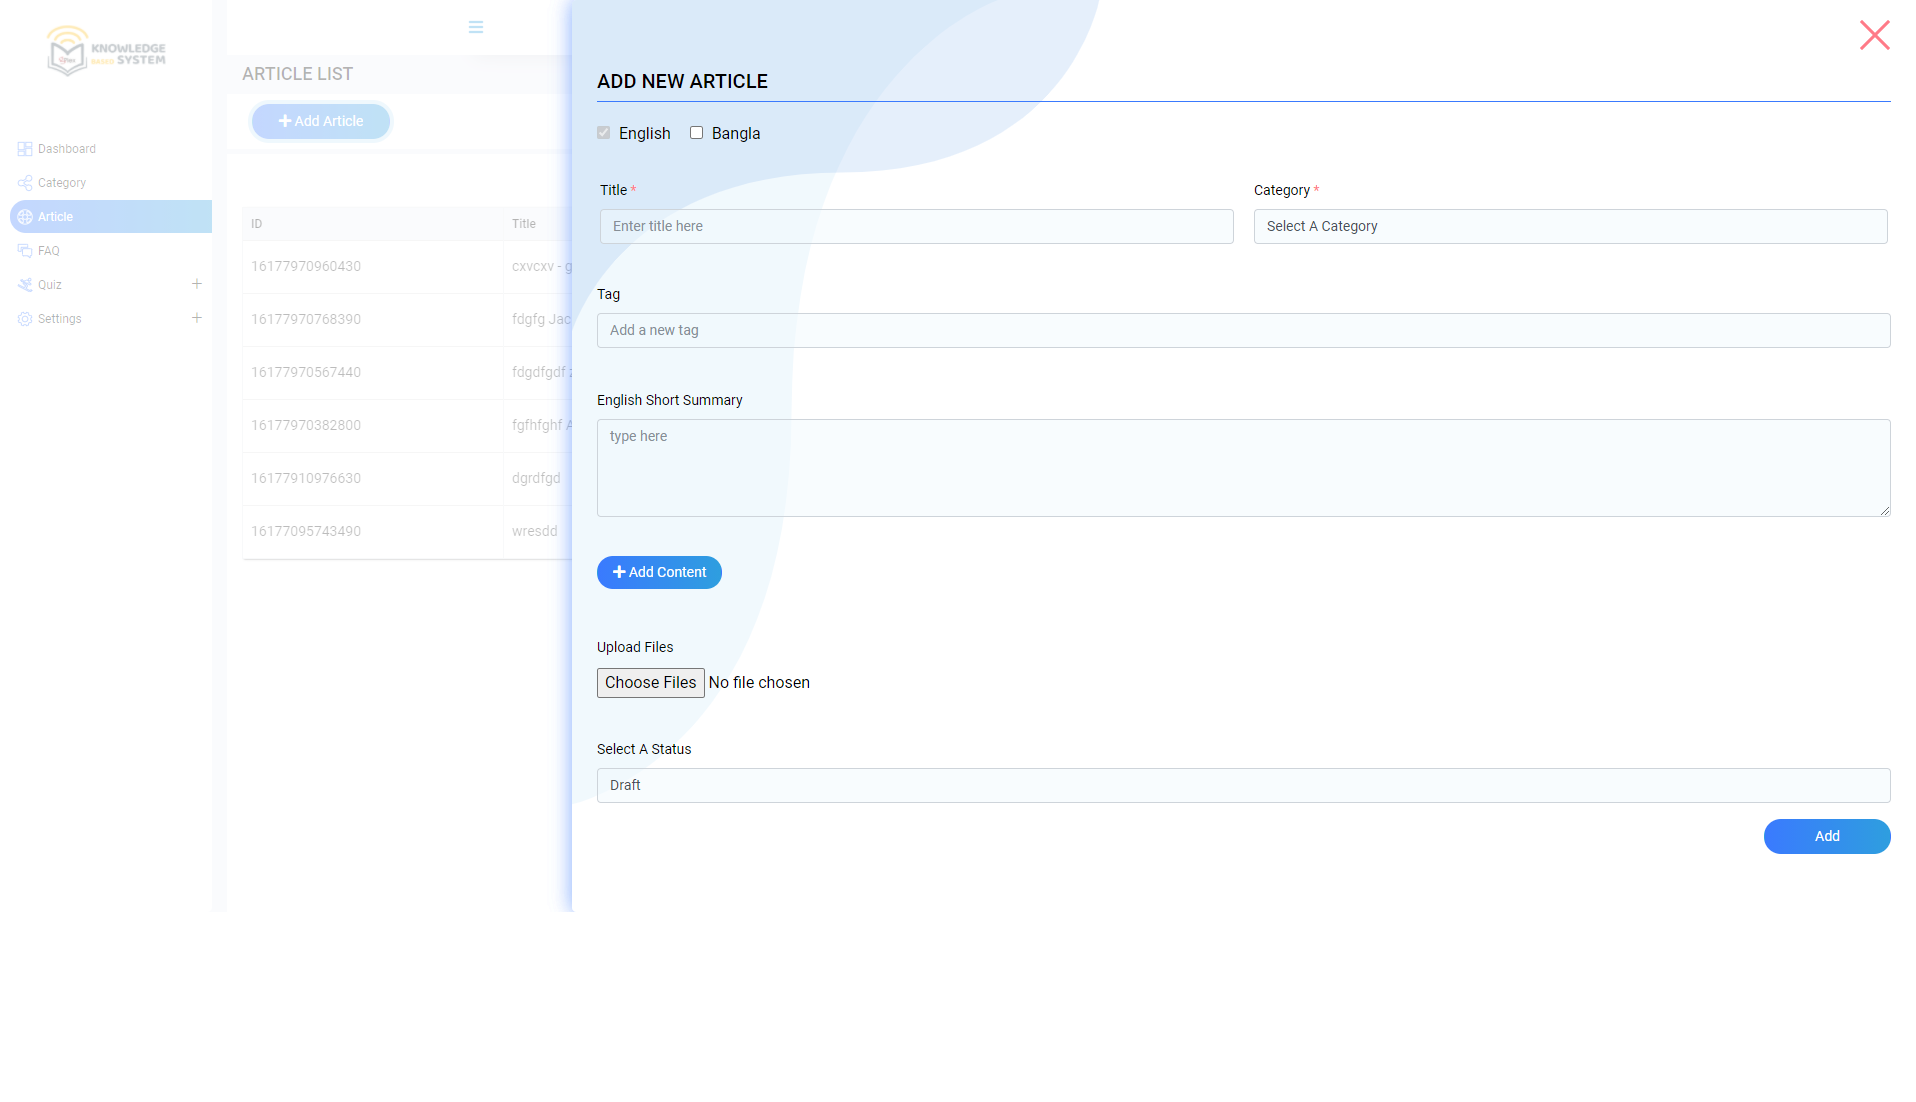 KNOWLEDGE
BASED SYSTEM
Dashboard
Category
Article
FAQ
Quiz
Settings
ARTICLE LIST
Add Article
ID Title
16177970960430 cxvcxv - g
16177970768390 fdgfg Jac
16177970567440 fdgdfgdf
16177970382800 fgfhfghf A
16177910976630 dgrdfgd
16177095743490 wresdd
ADD NEW ARTICLE
English Bangla
Title * Category *
Enter title here Select A Category
Tag
Add a new tag
English Short Summary
type here
Add Content
Upload Files
Choose Files No file chosen
Select A Status
Draft
Add